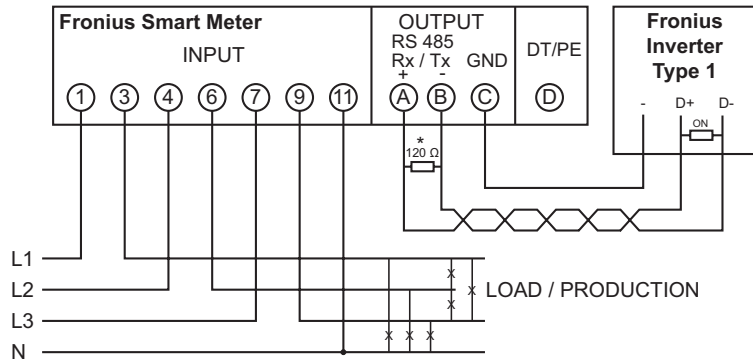 Fronius Smart Meter
INPUT
1 3 4 6 7 9 11
OUTPUT
RS 485
Rx / Tx
+ -
GND
A B C
DT/PE
D
Fronius
Inverter
Type 1
- D+ D-
ON
*
120 Ω
L1
L2
L3
N
x
x
x
x x x
LOAD / PRODUCTION